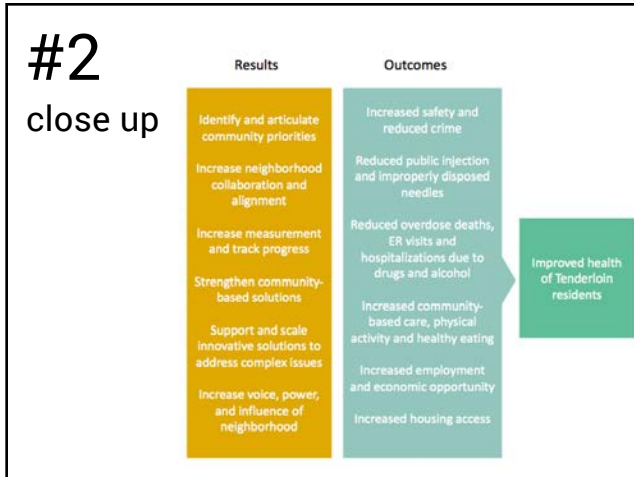 #2
close up
Results
Identify and articulate
community priorities
Increase neighborhood
collaboration and
alignment
Increase measurement
and track progress
Strengthen community-
based solutions
Support and scale
innovative solutions to
address complex issues
Increase voice, power,
and influence of
neighborhood
Outcomes
Increased safety and
reduced crime
Reduced public injection
and improperly disposed
needles
Reduced overdose deaths,
ER visits and
hospitalizations due to
drugs and alcohol
Increased community-
based care, physical
activity and healthy eating
Increased employment
and economic opportunity
Increased housing access
Improved health
of Tenderloin
residents